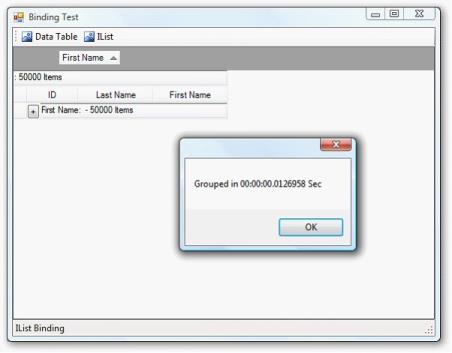 Binding Test
Data Table IList
First Name
: 50000 Items
ID Last Name First Name
+ First Name: - 50000 Items
Grouped in 00:00:00.0126958 Sec
OK
IList Binding